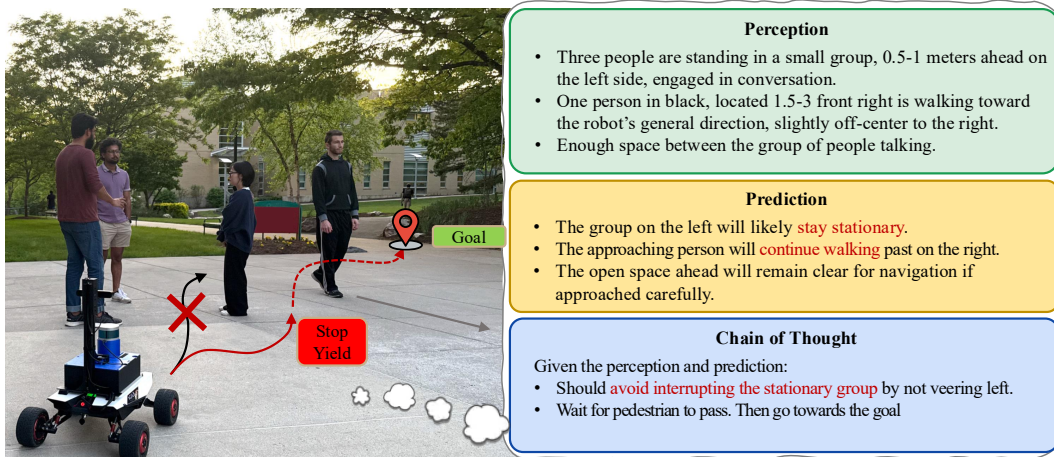 Goal
Stop
Yield
Perception
• Three people are standing in a small group, 0.5-1 meters ahead on
the left side, engaged in conversation.
• One person in black, located 1.5-3 front right is walking toward
the robot's general direction, slightly off-center to the right.
• Enough space between the group of people talking.
Prediction
• The group on the left will likely stay stationary.
• The approaching person will continue walking past on the right.
• The open space ahead will remain clear for navigation if
approached carefully.
Chain of Thought
Given the perception and prediction:
• Should avoid interrupting the stationary group by not veering left.
• Wait for pedestrian to pass. Then go towards the goal